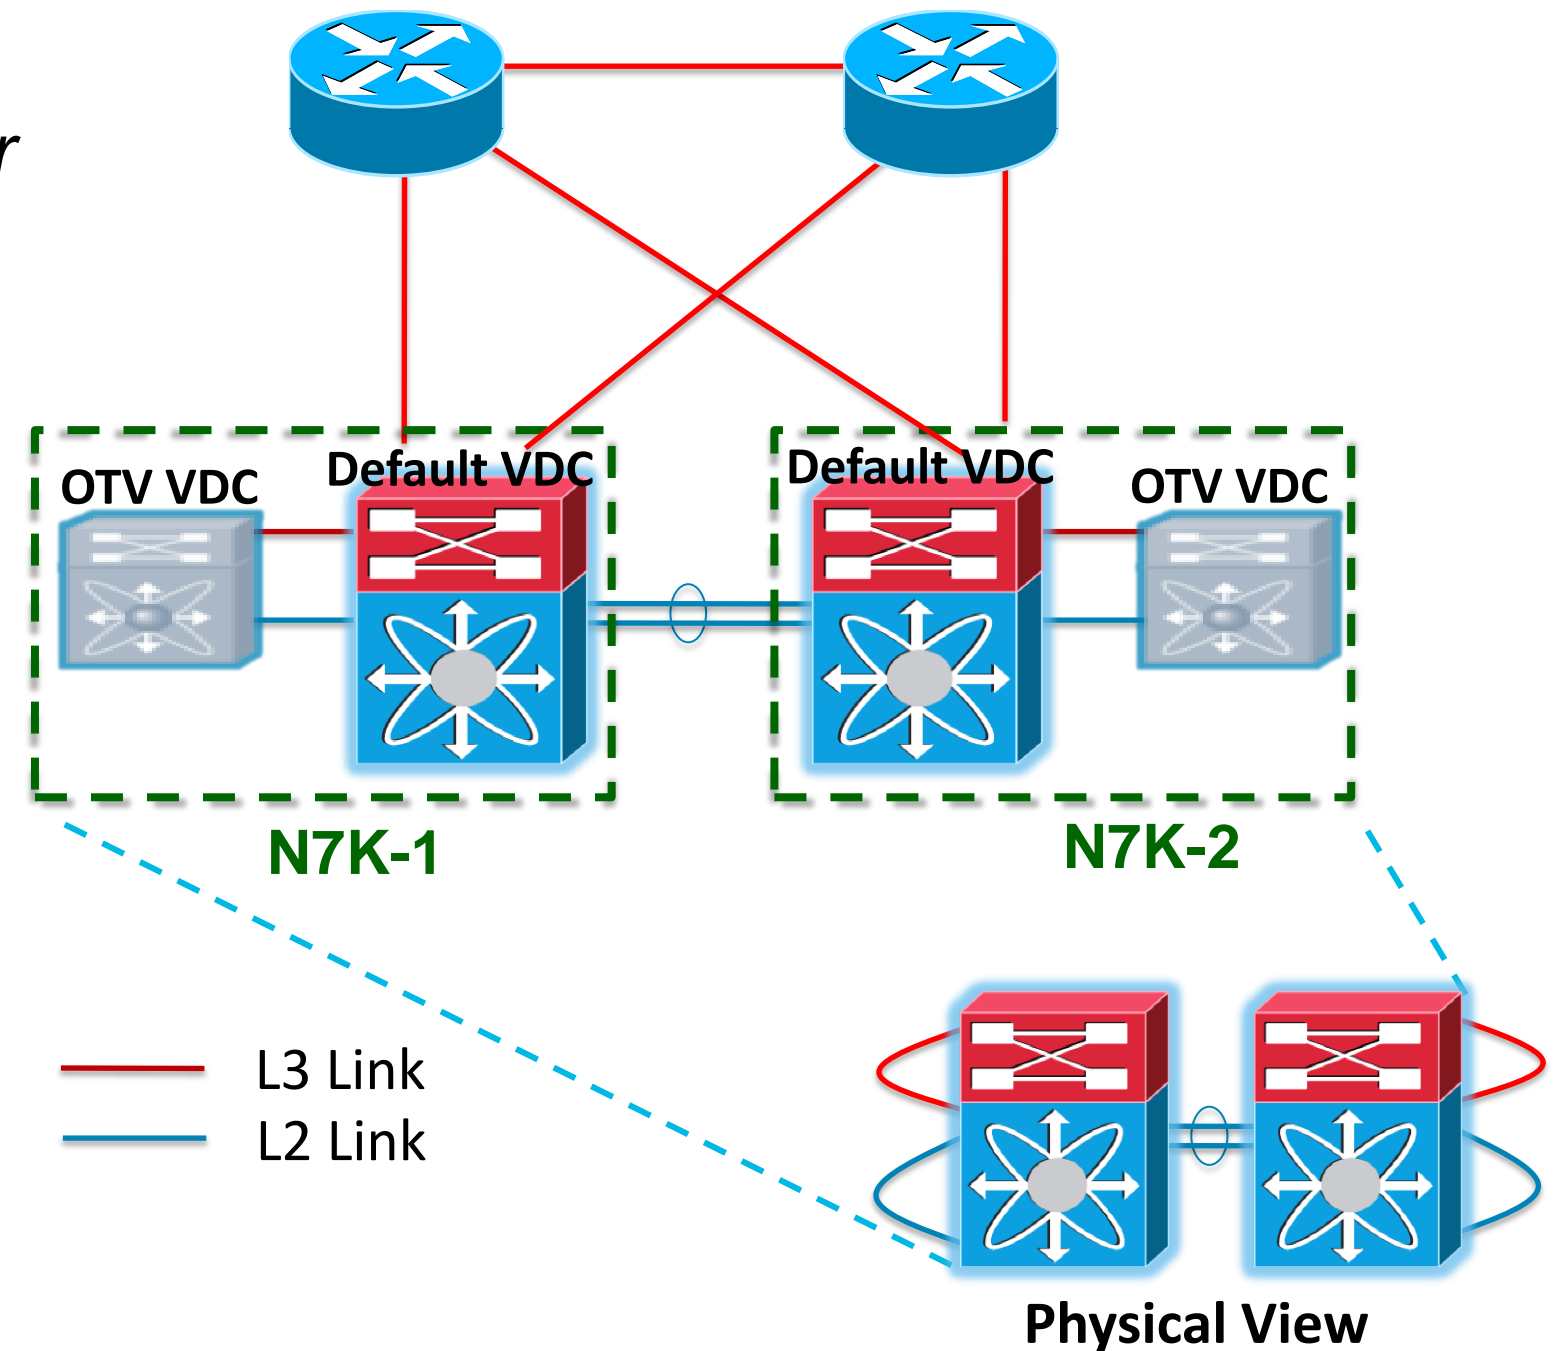 r
Default VDC
Default VDC
OTV VDC
OTV VDC
N7K-1
N7K-2
L3 Link
L2 Link
Physical View